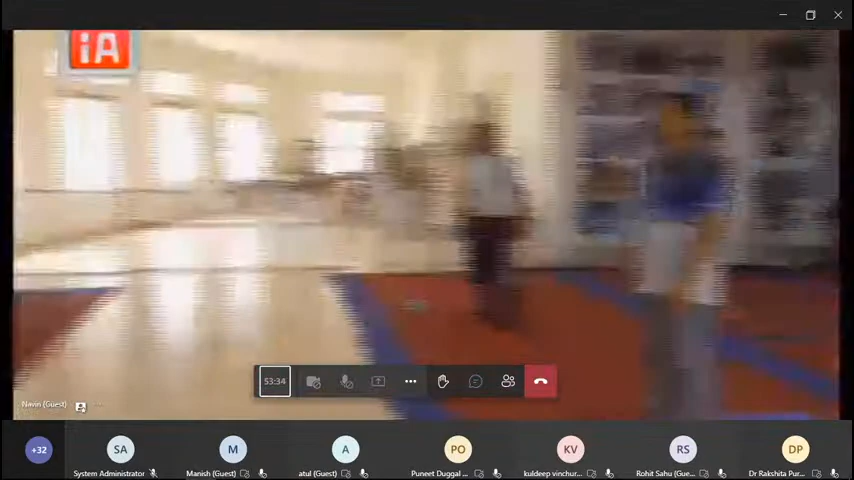 iA
53:34
Navin (Guest)
+32
SA
M
A
PO
KV
RS
DP
System Administrator
Manish (Guest)
atul (Guest)
Puneet Duggal ...
kuldeep vinchur...
Rohit Sahu (Gue...
Dr Rakshita Pur...